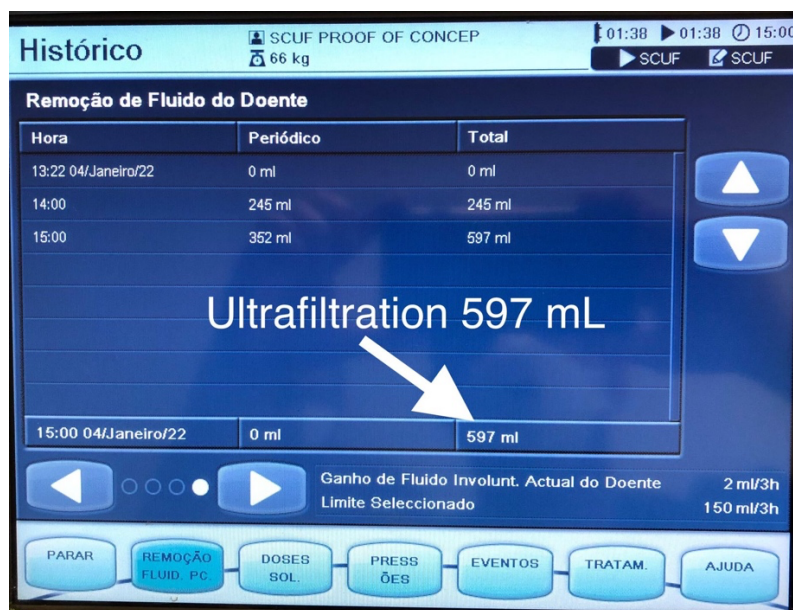 Histórico
SCUF PROOF OF CONCEP
66 kg
01:38 01:38 15:00
SCUF SCUF
Remoção de Fluido do Doente
Hora Periódico Total
13:22 04/Janeiro/22 0 ml 0 ml
14:00 245 ml 245 ml
15:00 352 ml 597 ml
Ultrafiltration 597 mL
15:00 04/Janeiro/22 0 ml 597 ml
Ganho de Fluido Involunt. Actual do Doente 2 ml/3h
Limite Seleccionado 150 ml/3h
PARAR
REMOÇÃO
FLUID. PC.
DOSES
SOL.
PRESS
ÕES
EVENTOS
TRATAM.
AJUDA